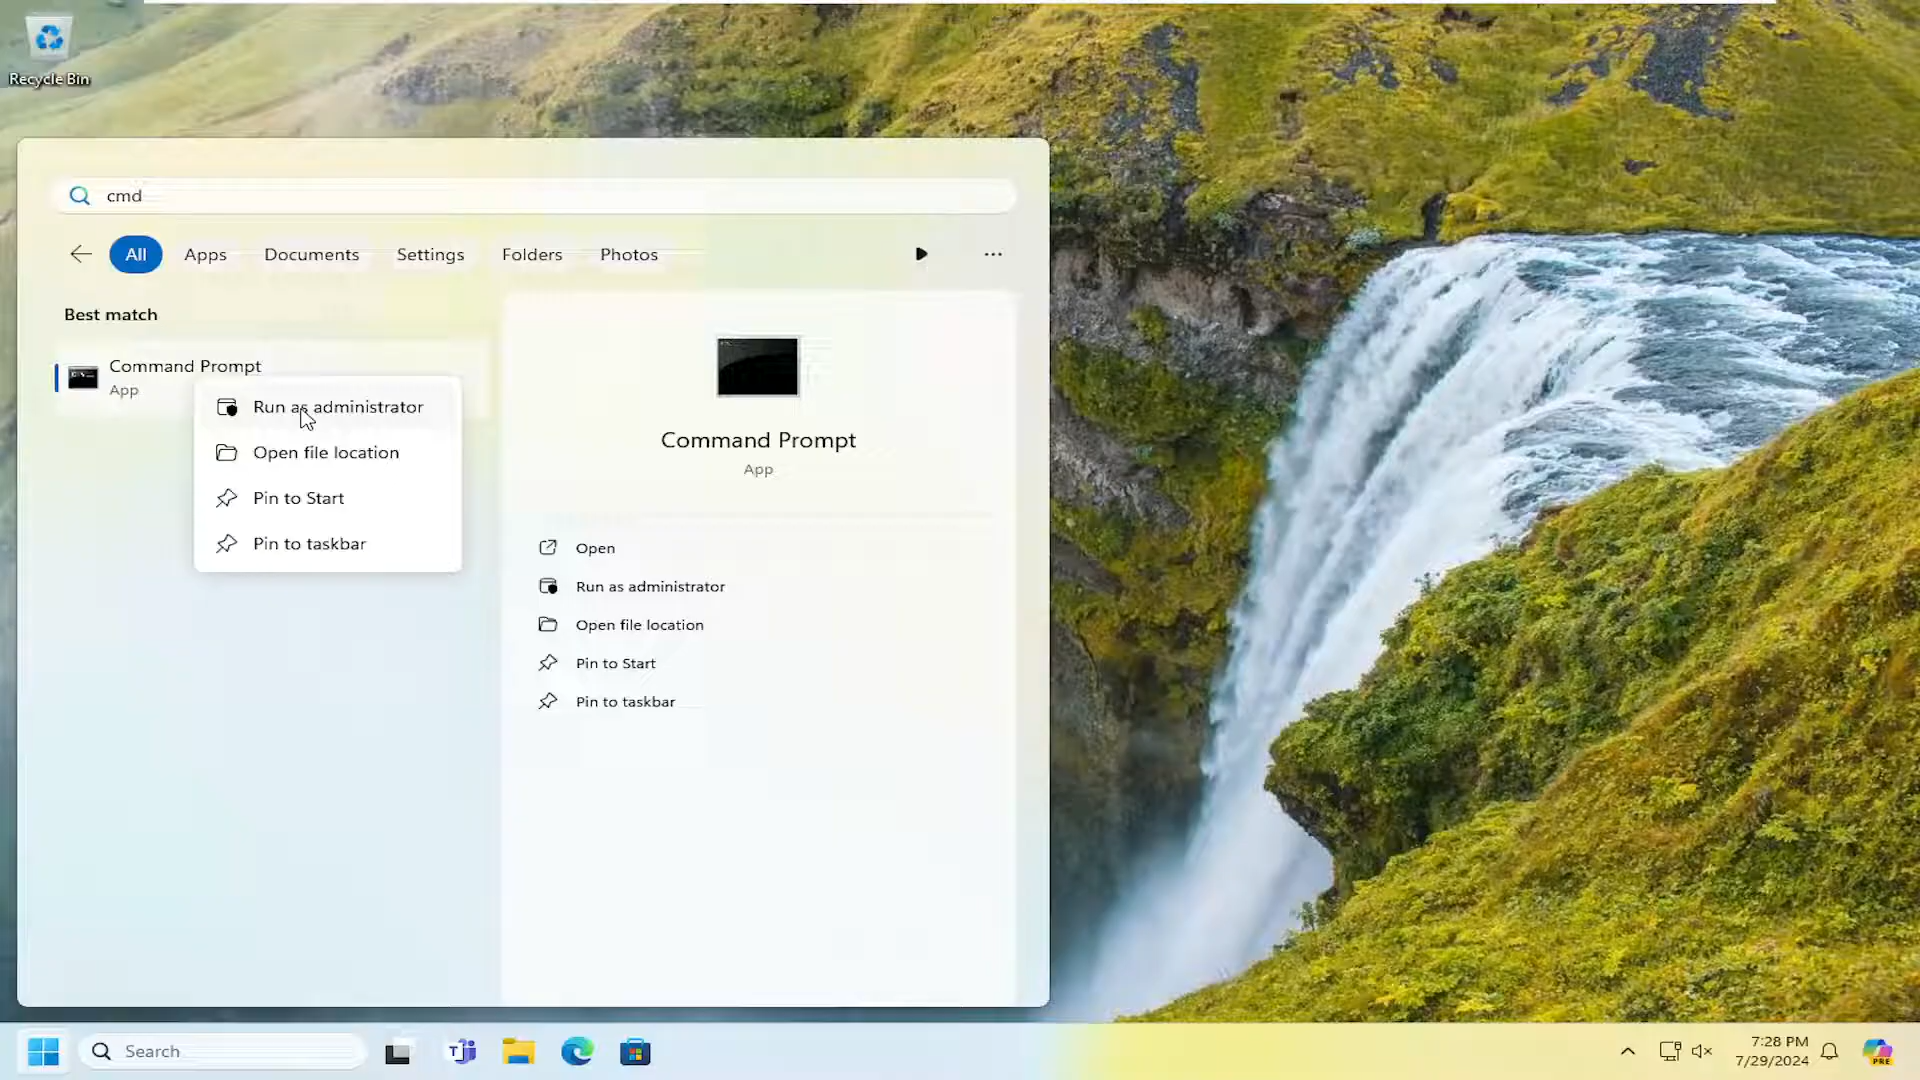 Recycle Bin
cmd
All Apps Documents Settings Folders Photos
Best match
Command Prompt
App
Run as administrator
Open file location
Pin to Start
Pin to taskbar
Command Prompt
App
Open
Run as administrator
Open file location
Pin to Start
Pin to taskbar
Search
7:28 PM
7/29/2024
PRE